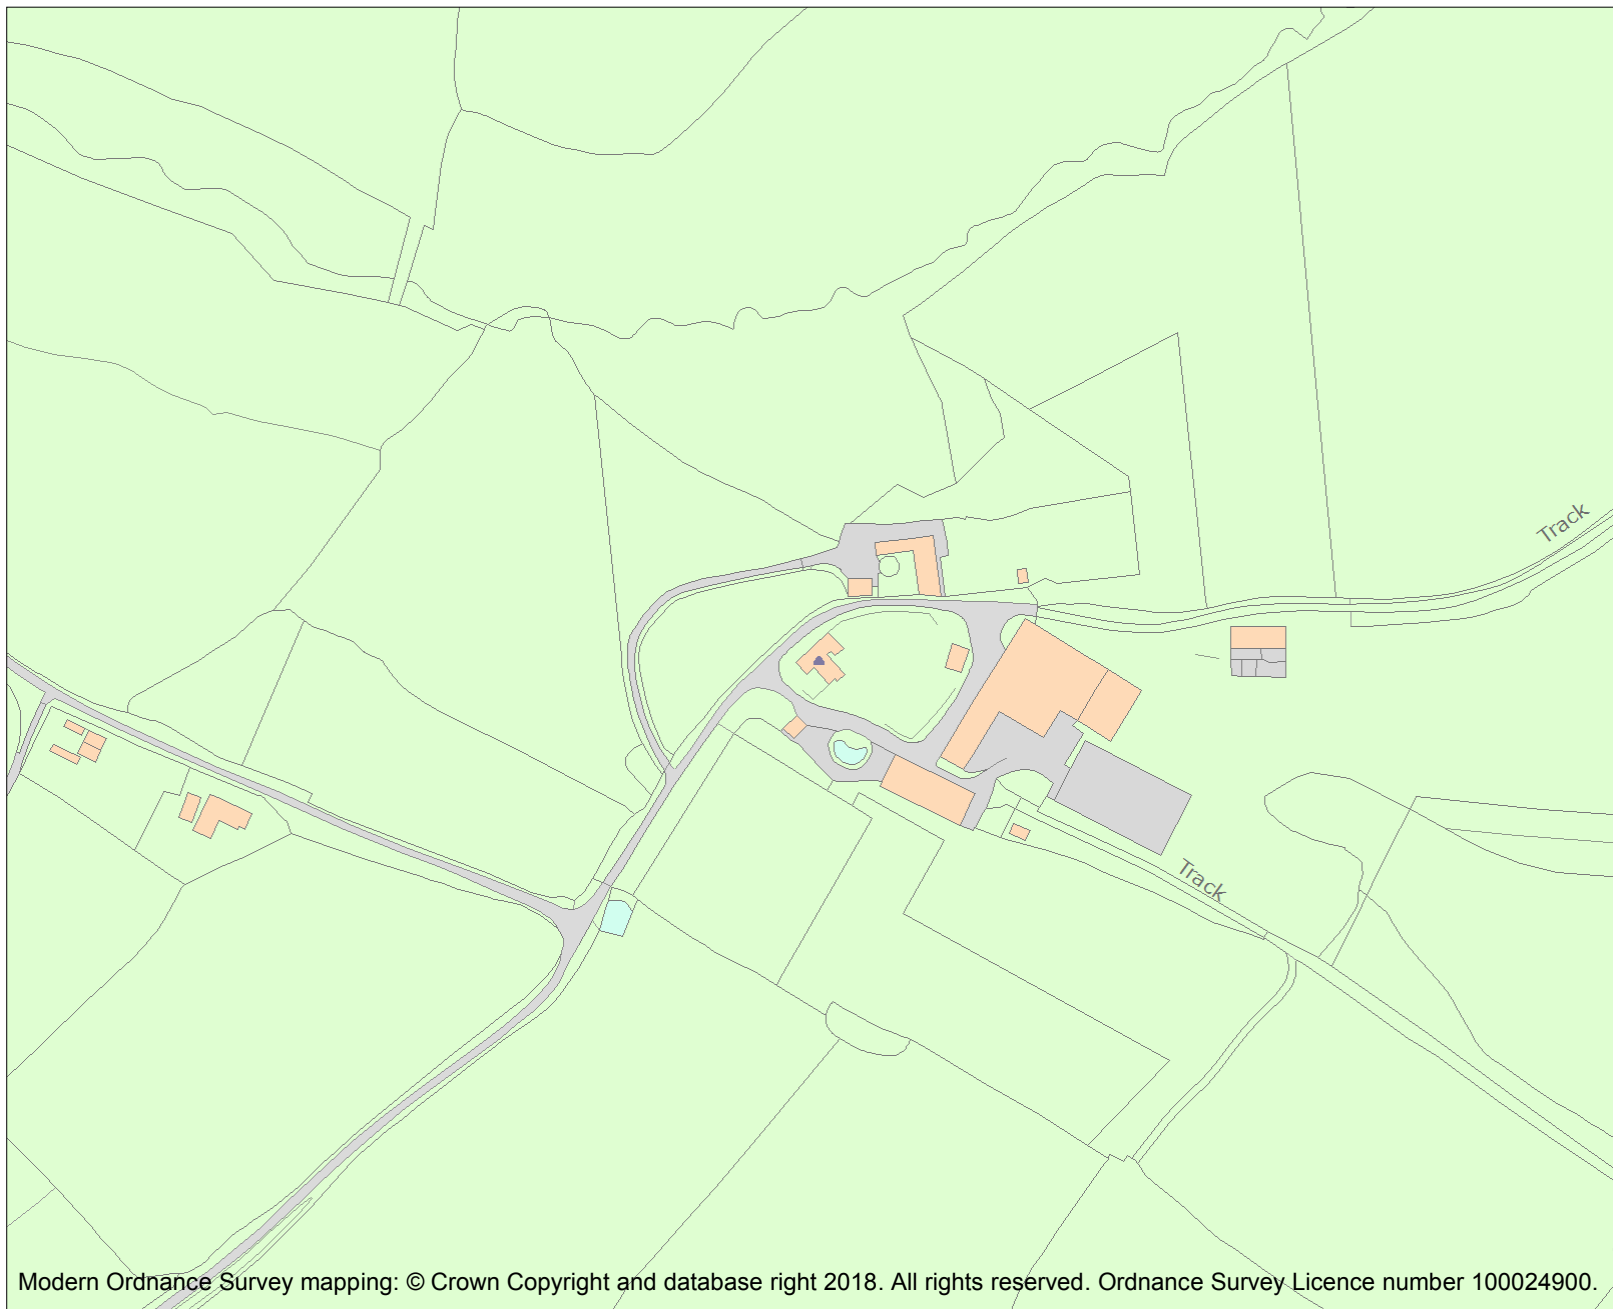 Track
Track
Modern Ordnance Survey mapping: © Crown Copyright and database right 2018. All rights reserved. Ordnance Survey Licence number 100024900.